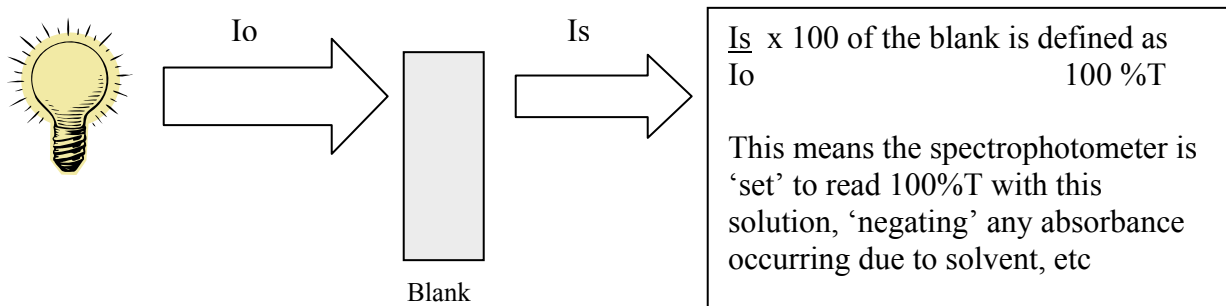 Io
Is
Is x 100 of the blank is defined as
Io 100 %T
This means the spectrophotometer is
‘set’ to read 100%T with this
solution, ‘negating’ any absorbance
occurring due to solvent, etc
Blank